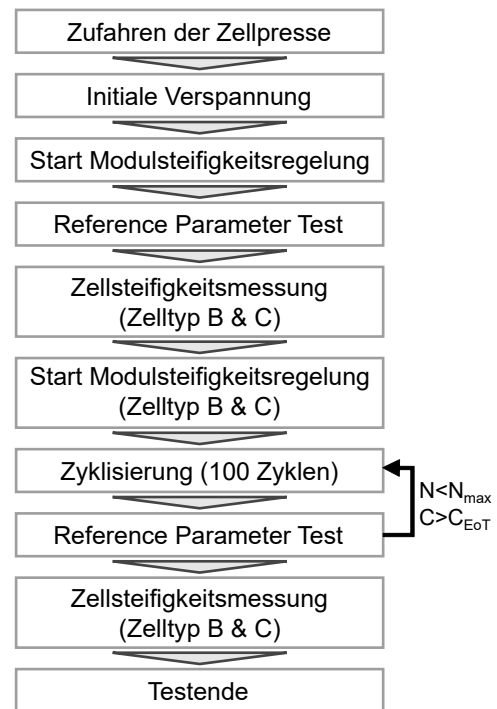 Zufahren der Zellpresse
Initiale Verspannung
Start Modulsteifigkeitsregelung
Reference Parameter Test
Zellsteifigkeitsmessung
(Zelltyp B & C)
Start Modulsteifigkeitsregelung
(Zelltyp B & C)
Zyklisierung (100 Zyklen)
N<Nmax
C>CEoT
Reference Parameter Test
Zellsteifigkeitsmessung
(Zelltyp B & C)
Testende